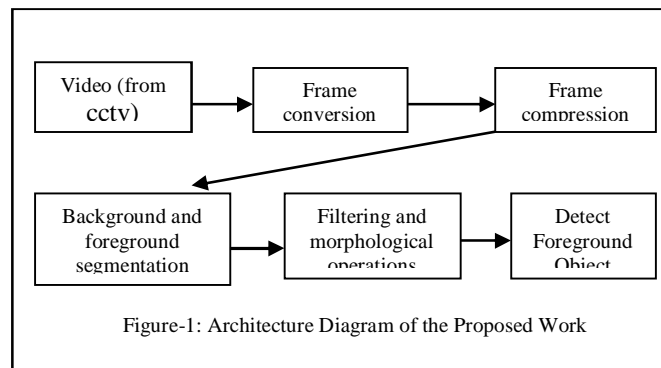 Video (from
cctv)
Frame
conversion
Frame
compression
Background and
foreground
segmentation
Filtering and
morphological
operations
Detect
Foreground
Object
Figure-1: Architecture Diagram of the Proposed Work